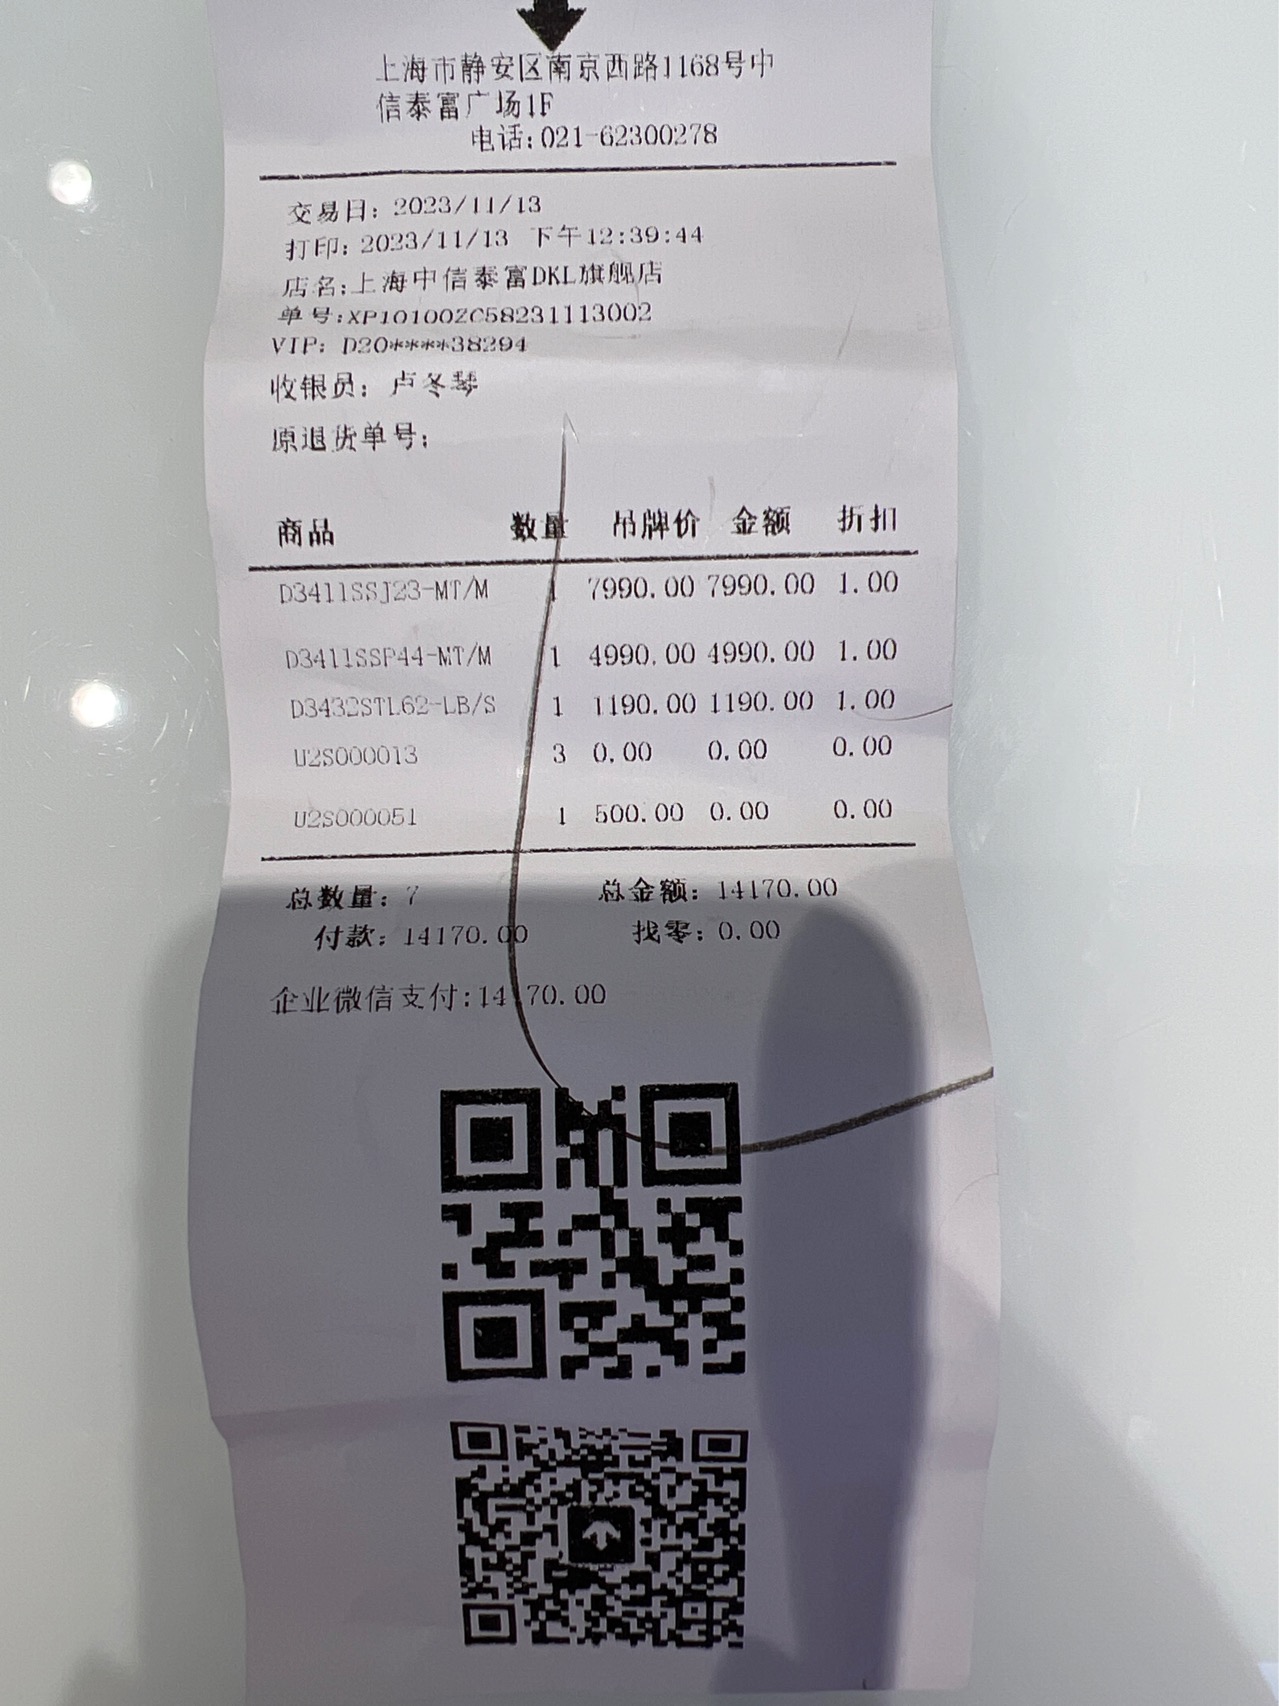 上海市静安区南京西路1168号中
信泰富广场1F
电话:021-62300278
交易日: 2023/11/13
打印: 2023/11/13 下午12:39:44
店名:上海中信泰富DKL旗舰店
单号:XP10100ZC58231113002
VIP: D20****38294
收银员: 卢冬琴
原退货单号:
商品 数量 吊牌价 金额 折扣
D3411SSJ23-MT/M 1 7990.00 7990.00 1.00
D3411SSP44-MT/M 1 4990.00 4990.00 1.00
D3432STL62-LB/S 1 1190.00 1190.00 1.00
U2S000013 3 0.00 0.00 0.00
U2S000051 1 500.00 0.00 0.00
总数量: 7 总金额: 14170.00
付款: 14170.00 找零: 0.00
企业微信支付:14170.00